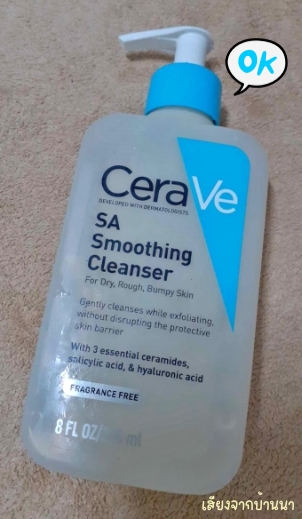 OK
CeraVe
DEVELOPED WITH DERMATOLOGISTS
SA
Smoothing
Cleanser
For Dry, Rough, Bumpy Skin
Gently cleanses while exfoliating,
without disrupting the protective
skin barrier
With 3 essential ceramides,
salicylic acid, & hyaluronic acid
FRAGRANCE FREE
8 FL OZ/ ml
เสียงจากบ้านนา